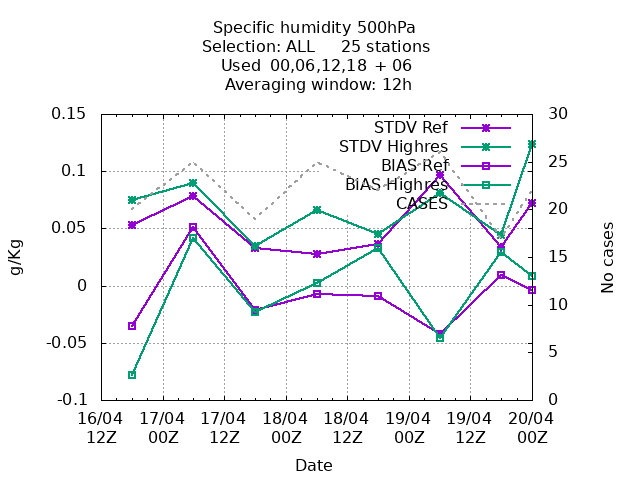 Specific humidity 500hPa
Selection: ALL 25 stations
Used 00,06,12,18 + 06
Averaging window: 12h
0.15
0.1
0.05
0
-0.05
-0.1
g/Kg
30
25
20
15
10
5
0
No cases
STDV Ref
STDV Highres
BIAS Ref
BIAS Highres
CASES
16/04 17/04 17/04 18/04 18/04 19/04 19/04 20/04
12Z 00Z 12Z 00Z 12Z 00Z 12Z 00Z
Date